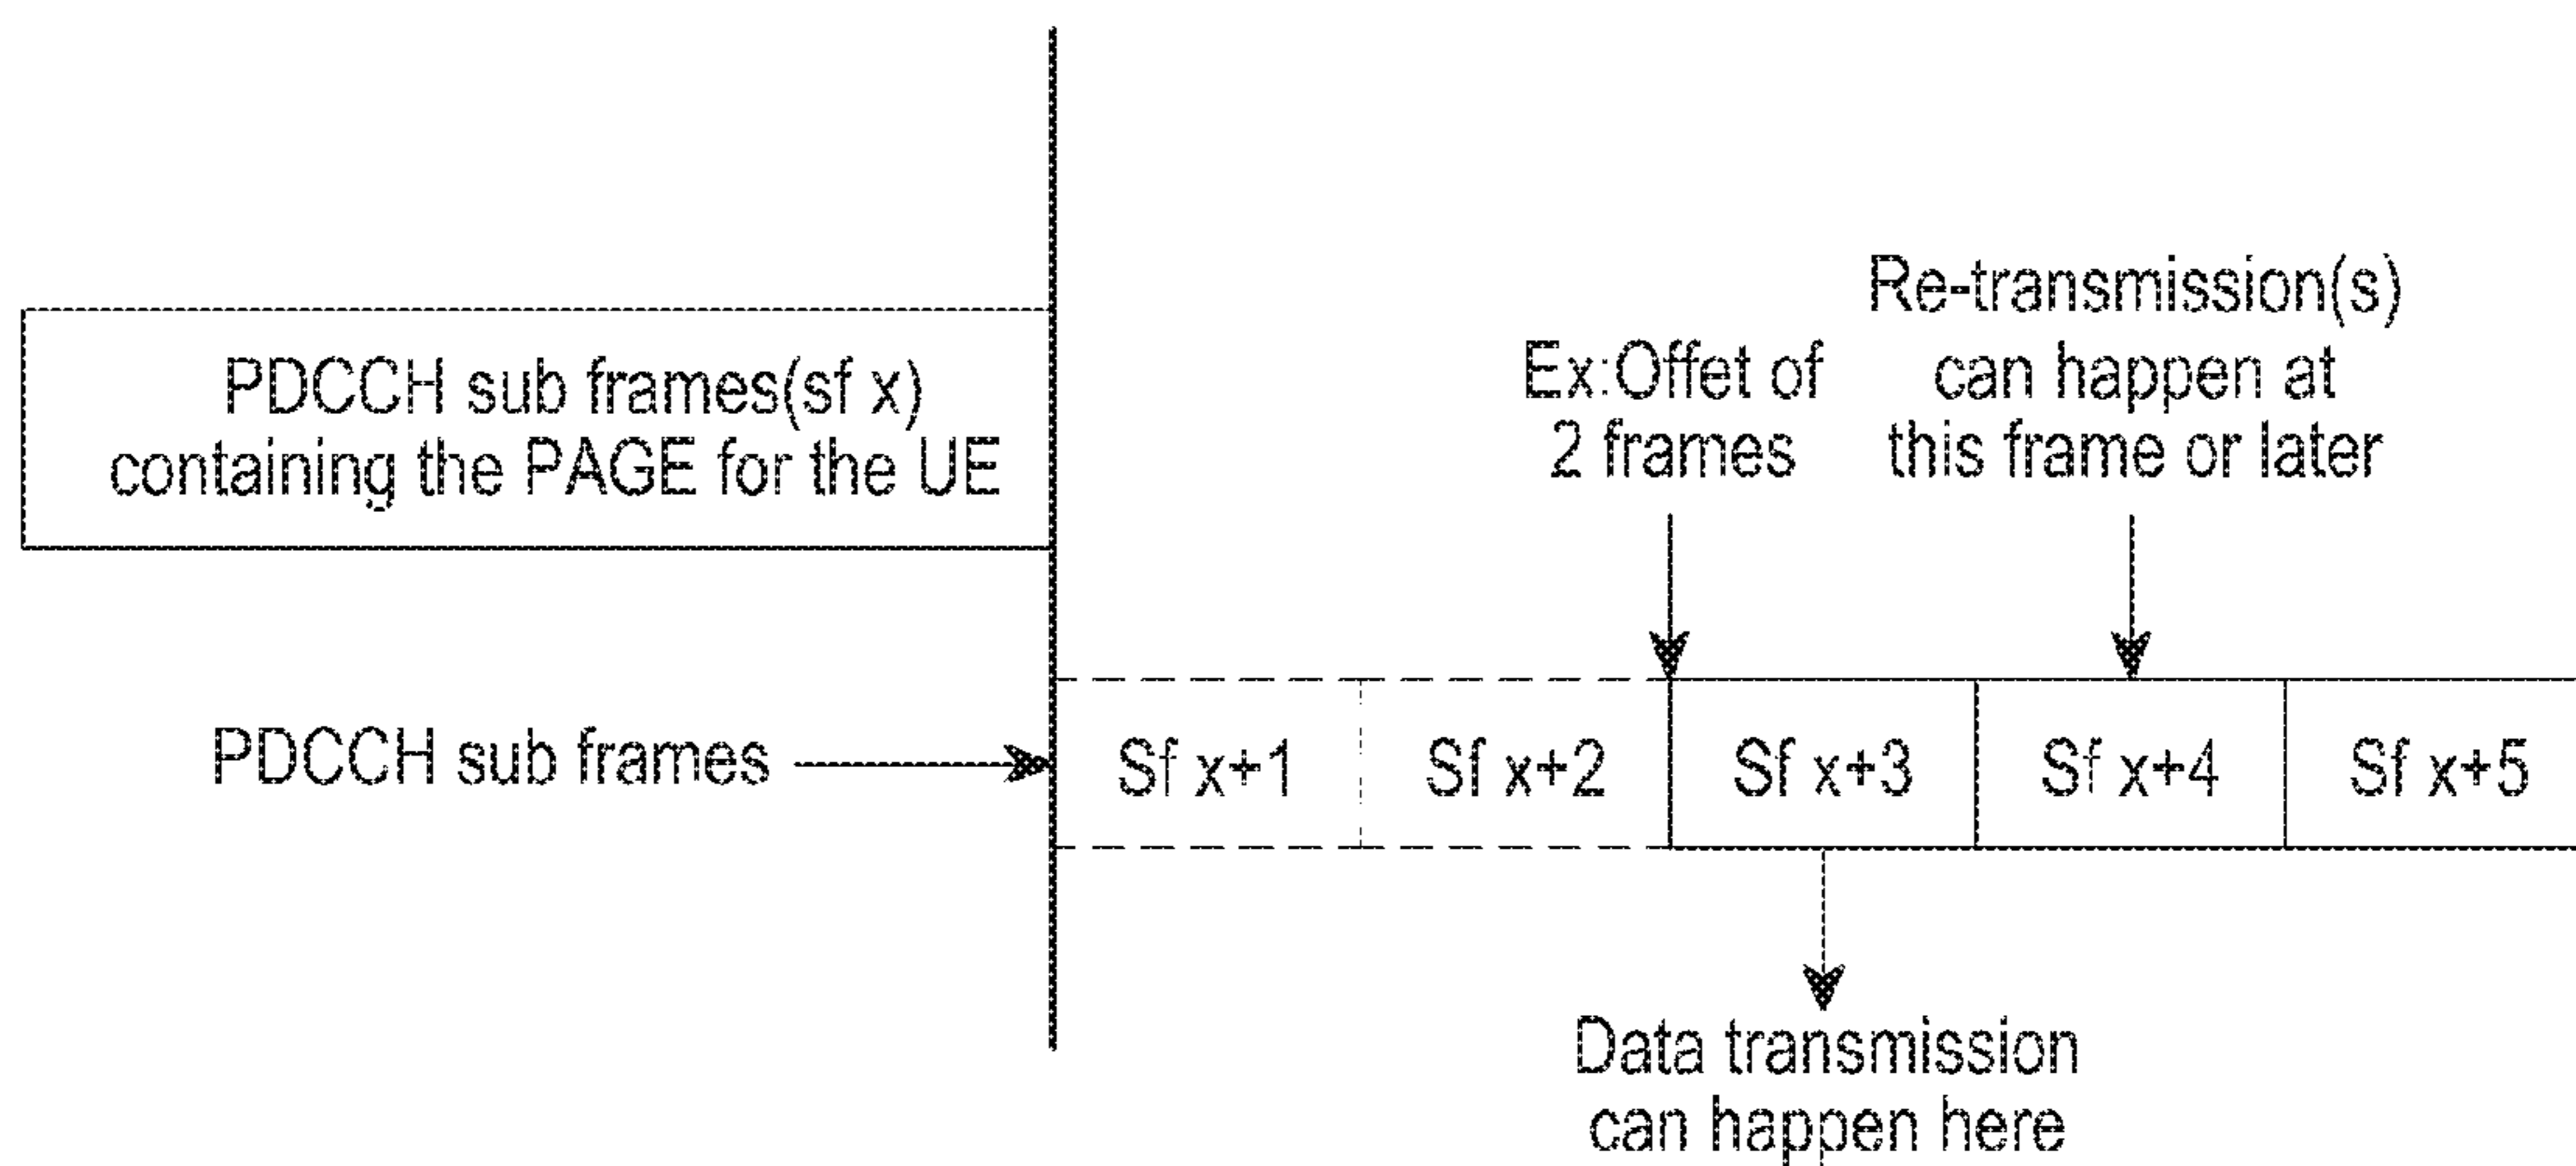 Re-transmission(s)
can happen at
this frame or later
Ex:Offet of
2 frames
PDCCH sub frames(sf x)
containing the PAGE for the UE
PDCCH sub frames
Sf x+1
Sf x+2
Sf x+3
Sf x+4
Sf x+5
Data transmission
can happen here